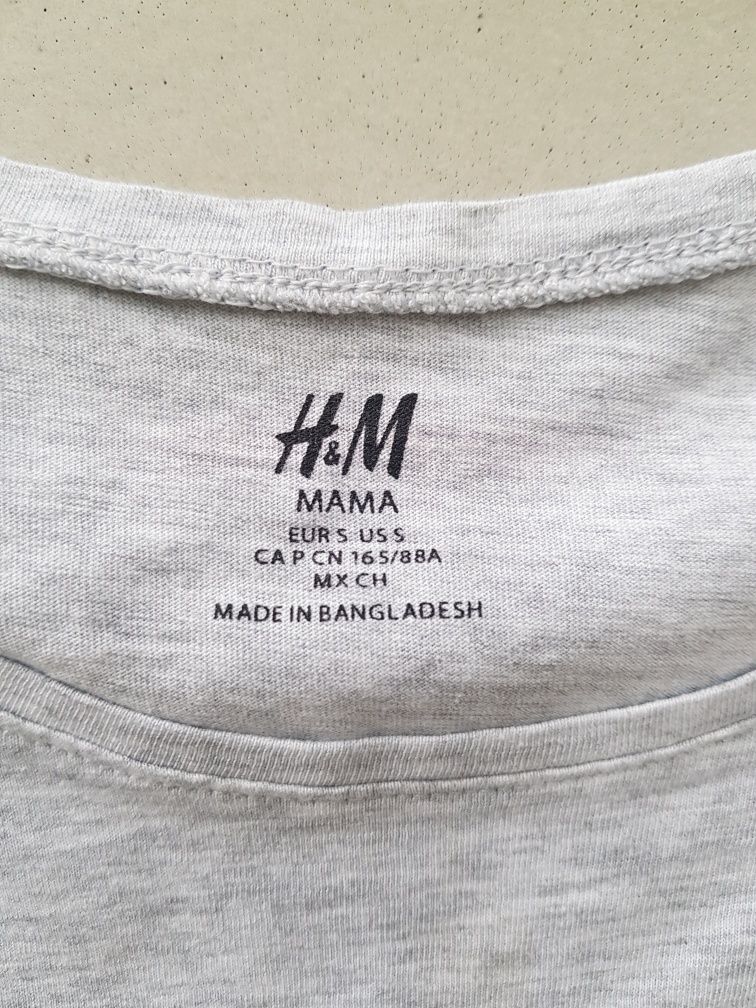 H&M
MAMA
EUR S US S
CA P CN 165/88A
MX CH
MADE IN BANGLADESH